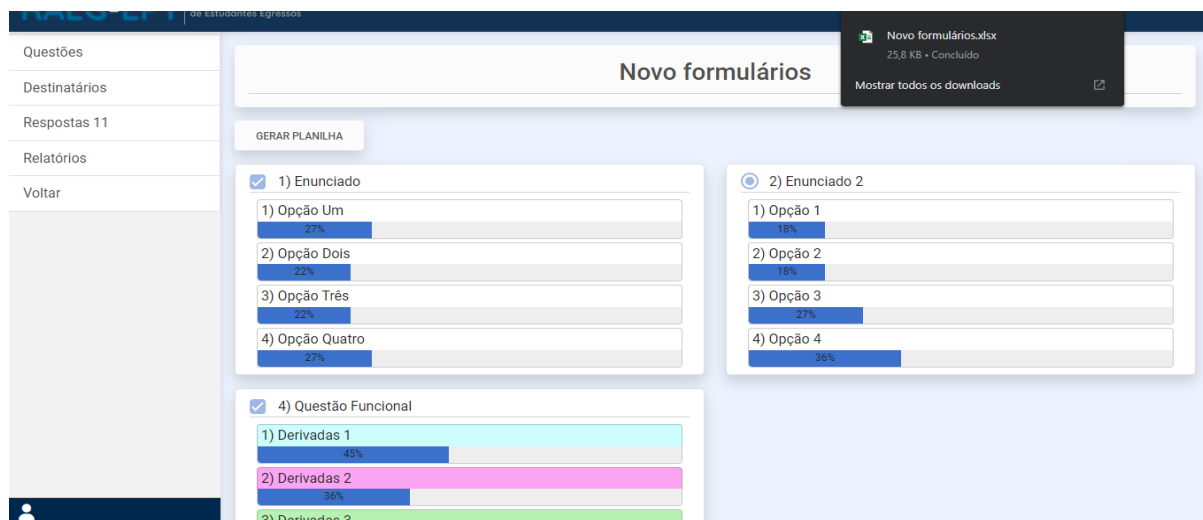 de Estudantes Egressos
Novo formulários.xlsx
25,8 KB • Concluído
Mostrar todos os downloads
Questões
Destinatários
Respostas 11
Relatórios
Voltar
Novo formulários
GERAR PLANILHA
1) Enunciado
1) Opção Um
27%
2) Opção Dois
22%
3) Opção Três
22%
4) Opção Quatro
27%
2) Enunciado 2
1) Opção 1
18%
2) Opção 2
18%
3) Opção 3
27%
4) Opção 4
36%
4) Questão Funcional
1) Derivadas 1
45%
2) Derivadas 2
36%
3) Derivadas 3